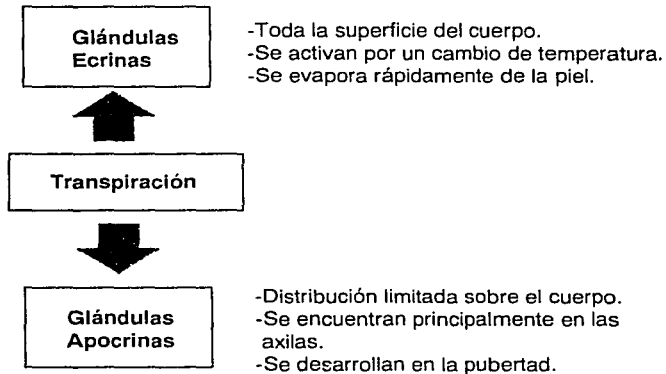 Glándulas
Ecrinas
-Toda la superficie del cuerpo.
-Se activan por un cambio de temperatura.
-Se evapora rápidamente de la piel.
Transpiración
Glándulas
Apocrinas
-Distribución limitada sobre el cuerpo.
-Se encuentran principalmente en las
axilas.
-Se desarrollan en la pubertad.